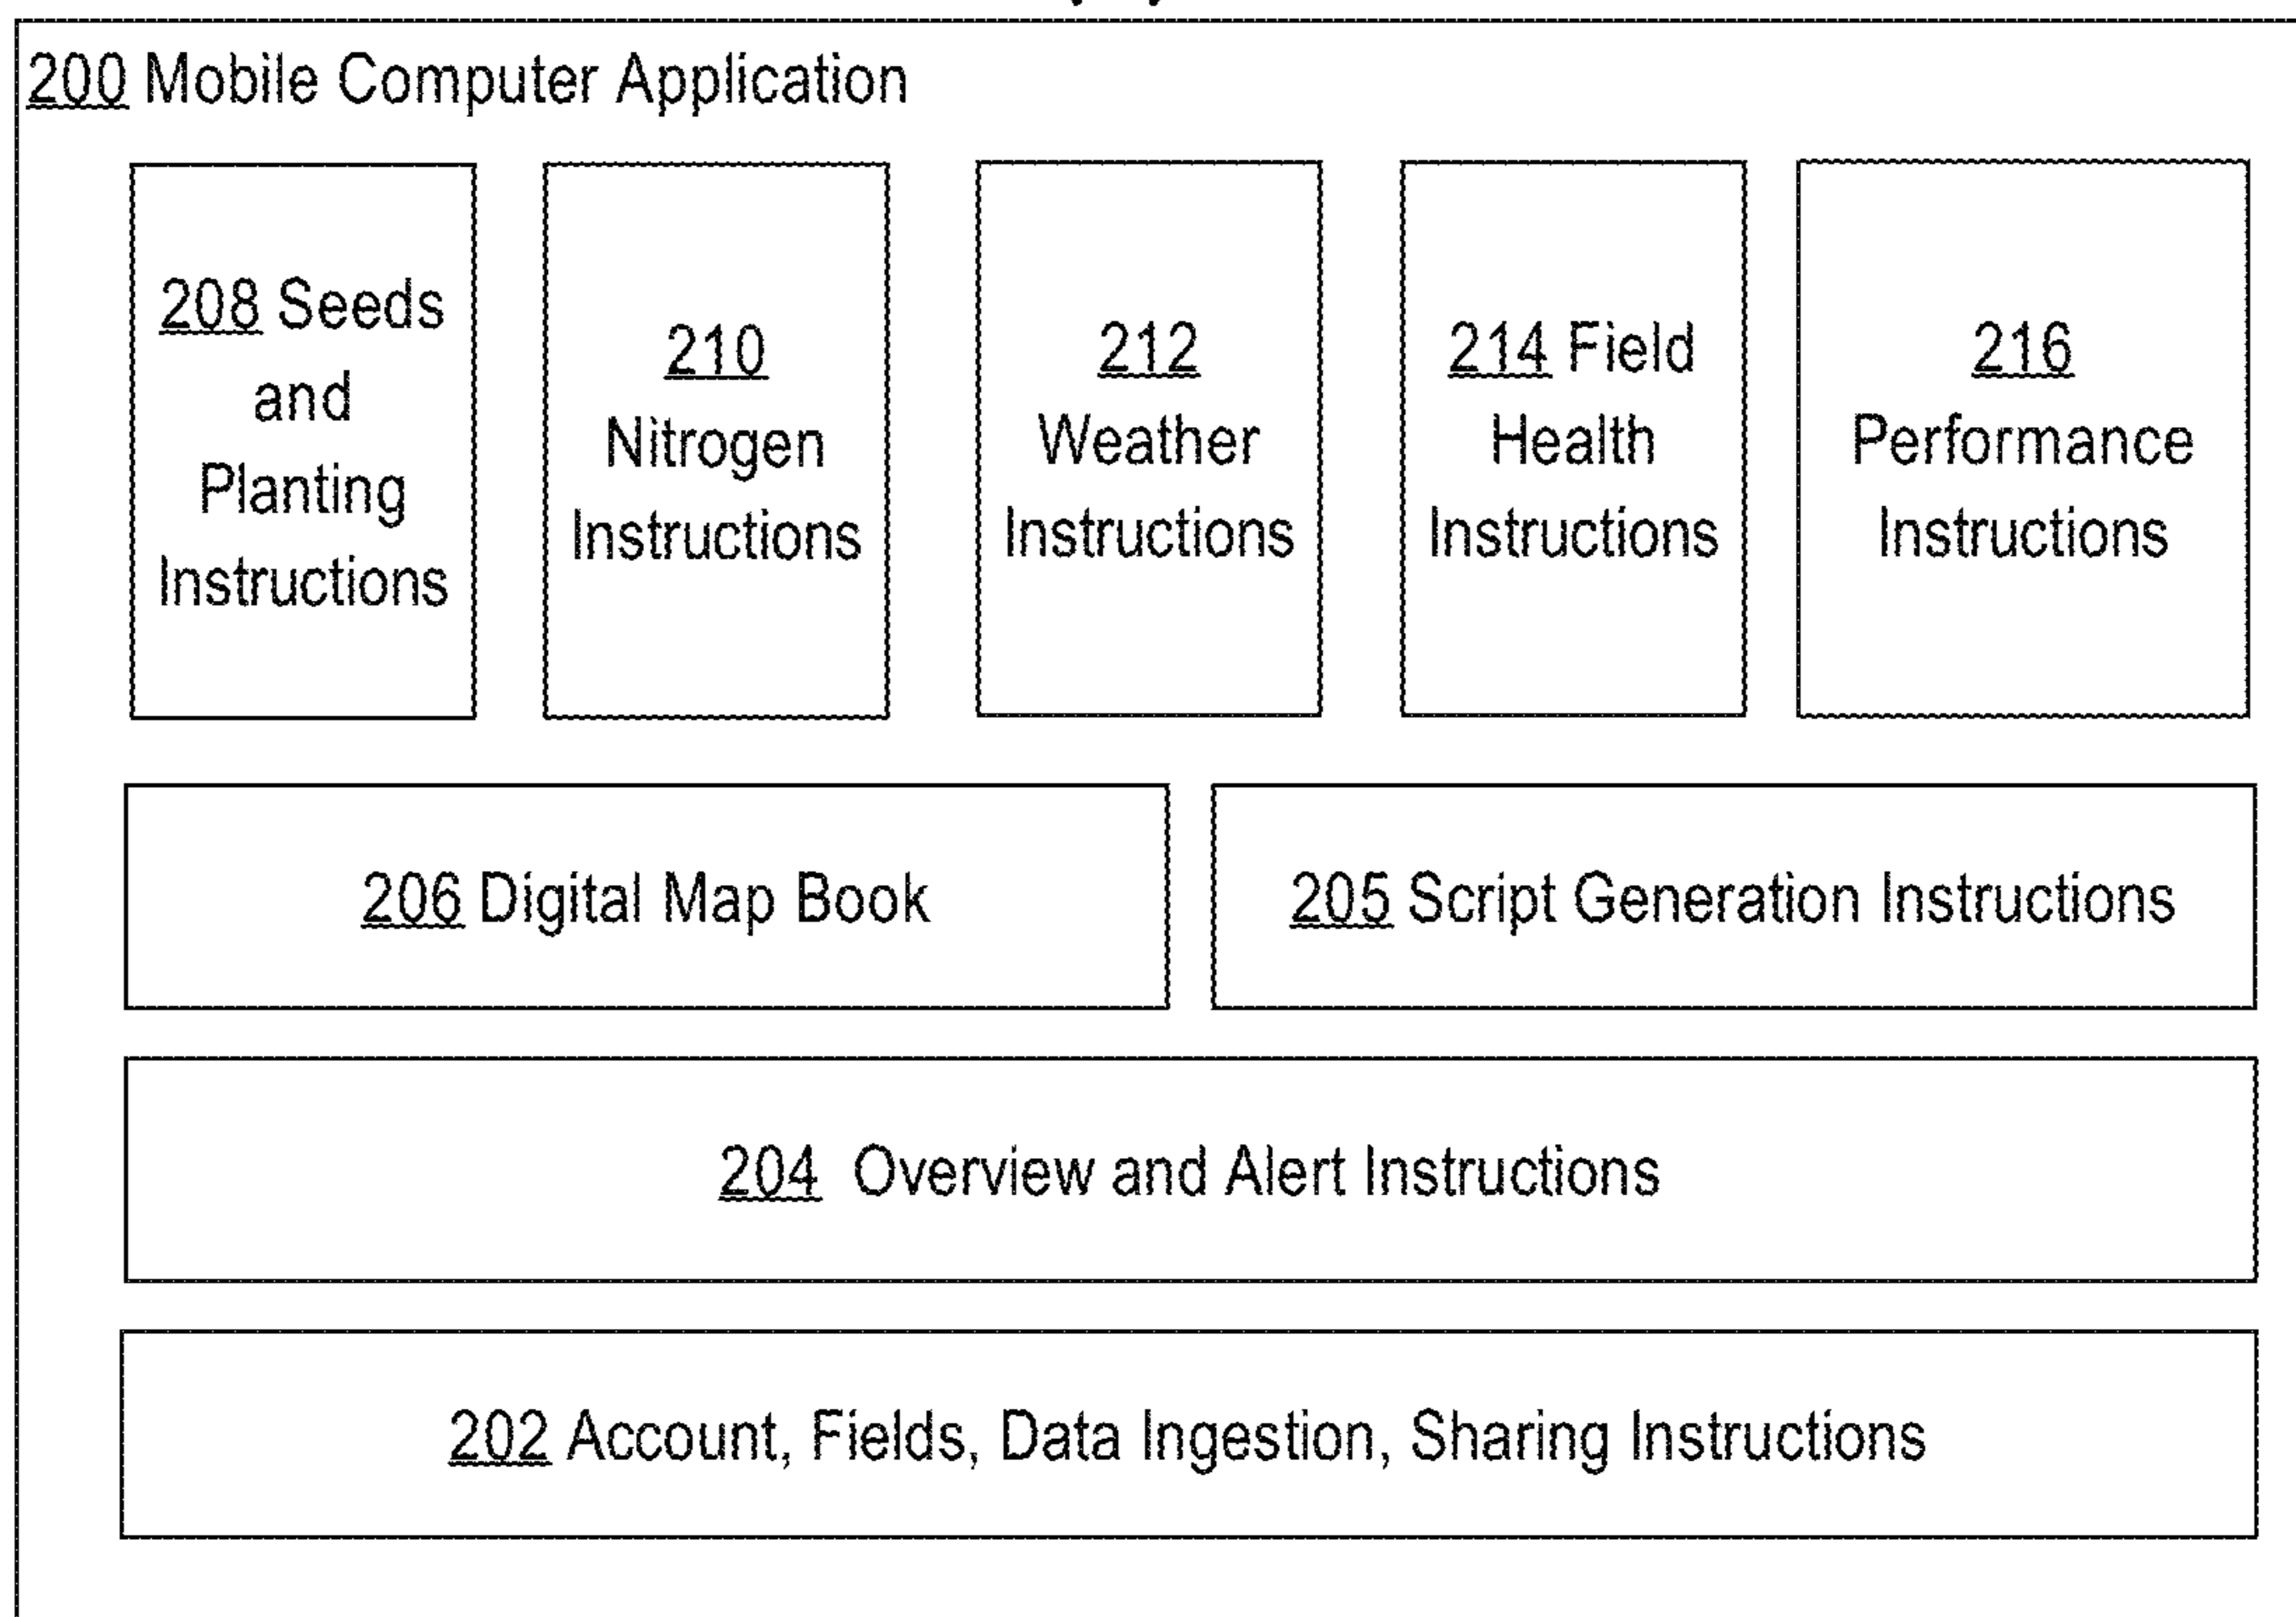 200 Mobile Computer Application
208 Seeds
and
Planting
Instructions
210
Nitrogen
Instructions
212
Weather
Instructions
214 Field
Health
Instructions
216
Performance
Instructions
206 Digital Map Book
205 Script Generation Instructions
204 Overview and Alert Instructions
202 Account, Fields, Data Ingestion, Sharing Instructions